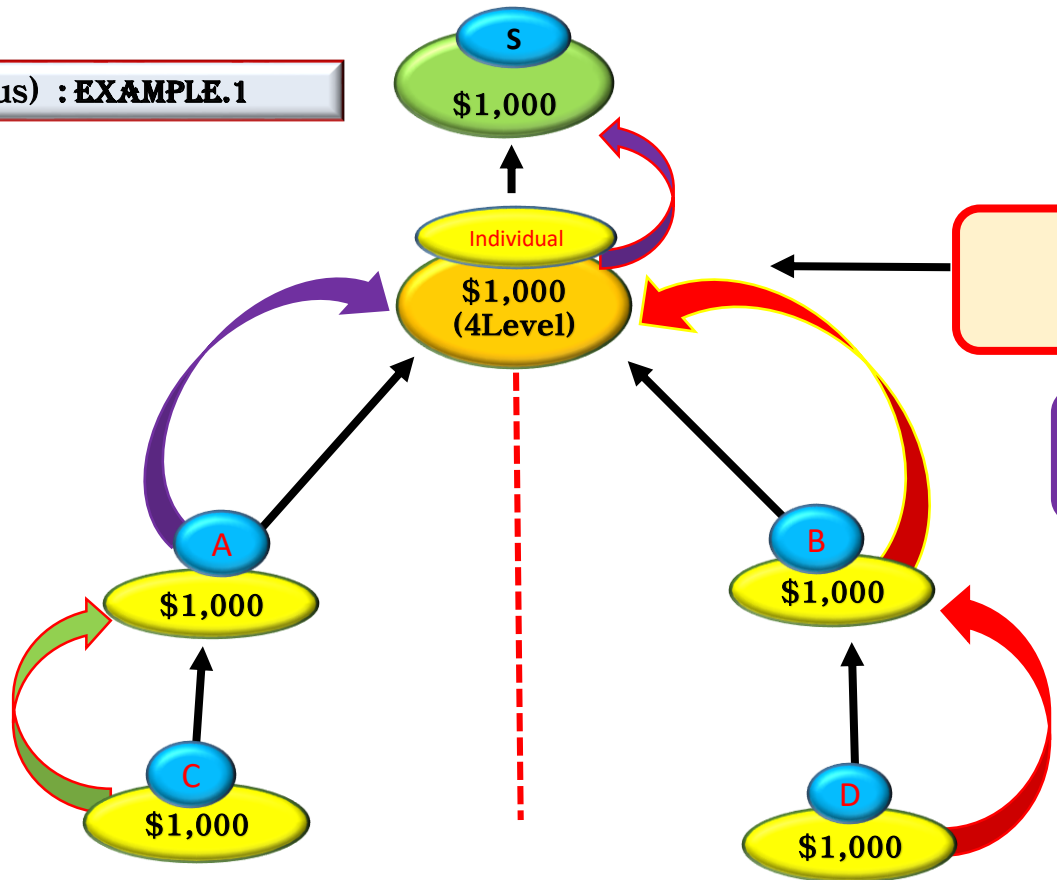 S
us) : EXAMPLE.1
$1,000
Individual
$1,000
(4Level)
A
B
$1,000
$1,000
C
D
$1,000
$1,000